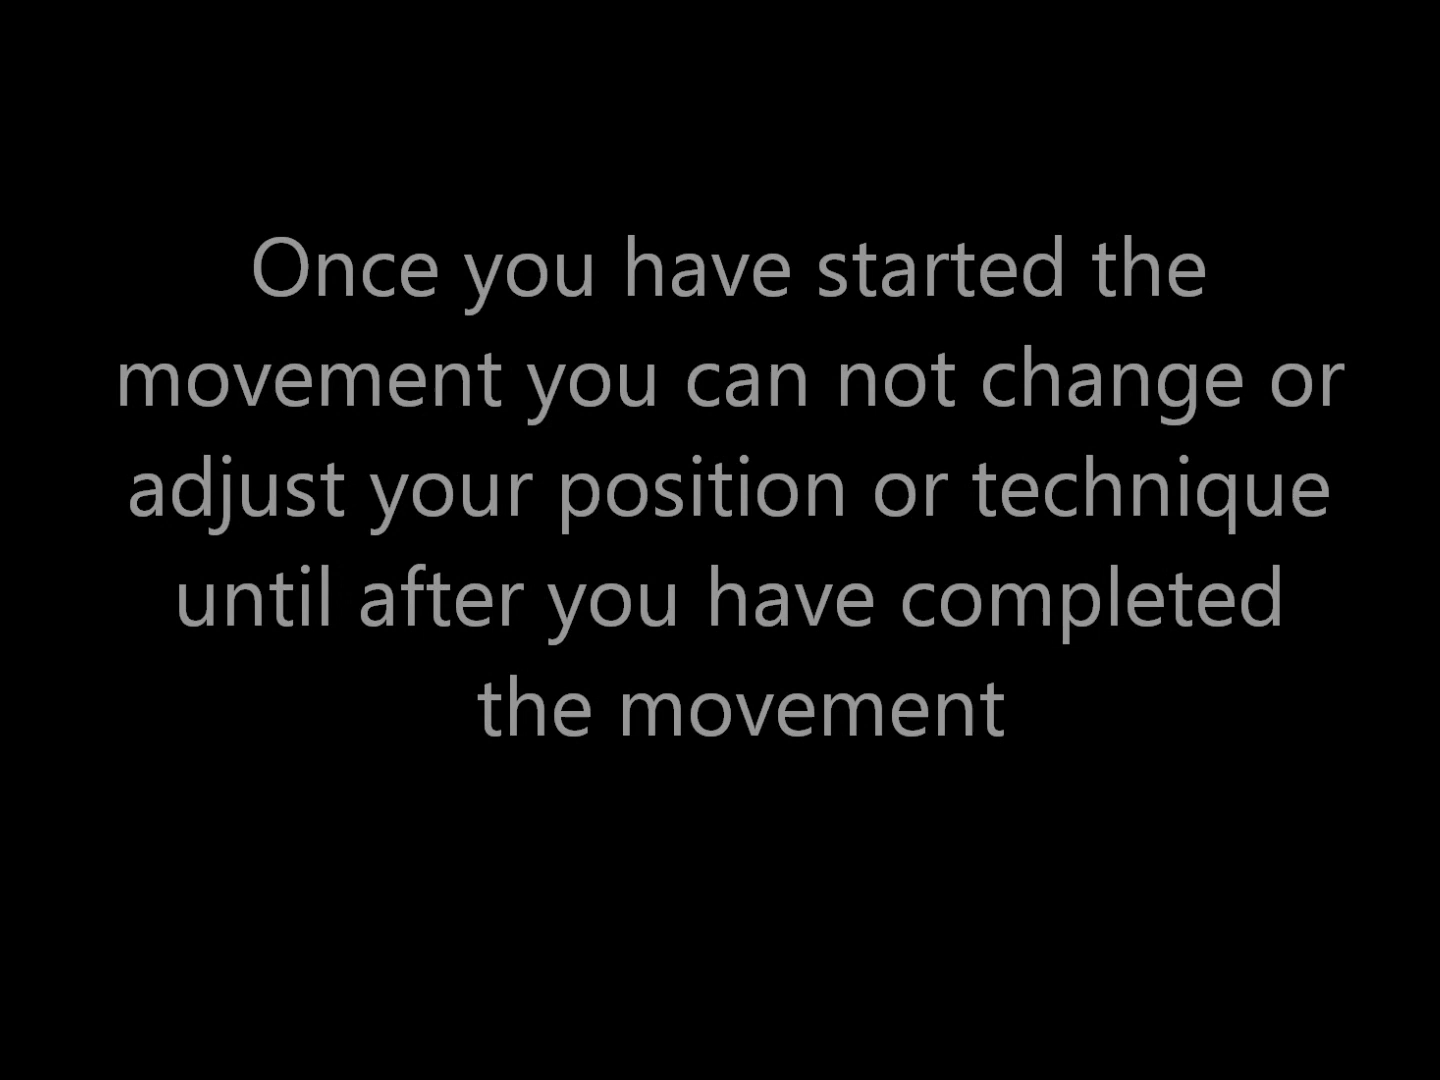 Once you have started the
movement you can not change or
adjust your position or technique
until after you have completed
the movement